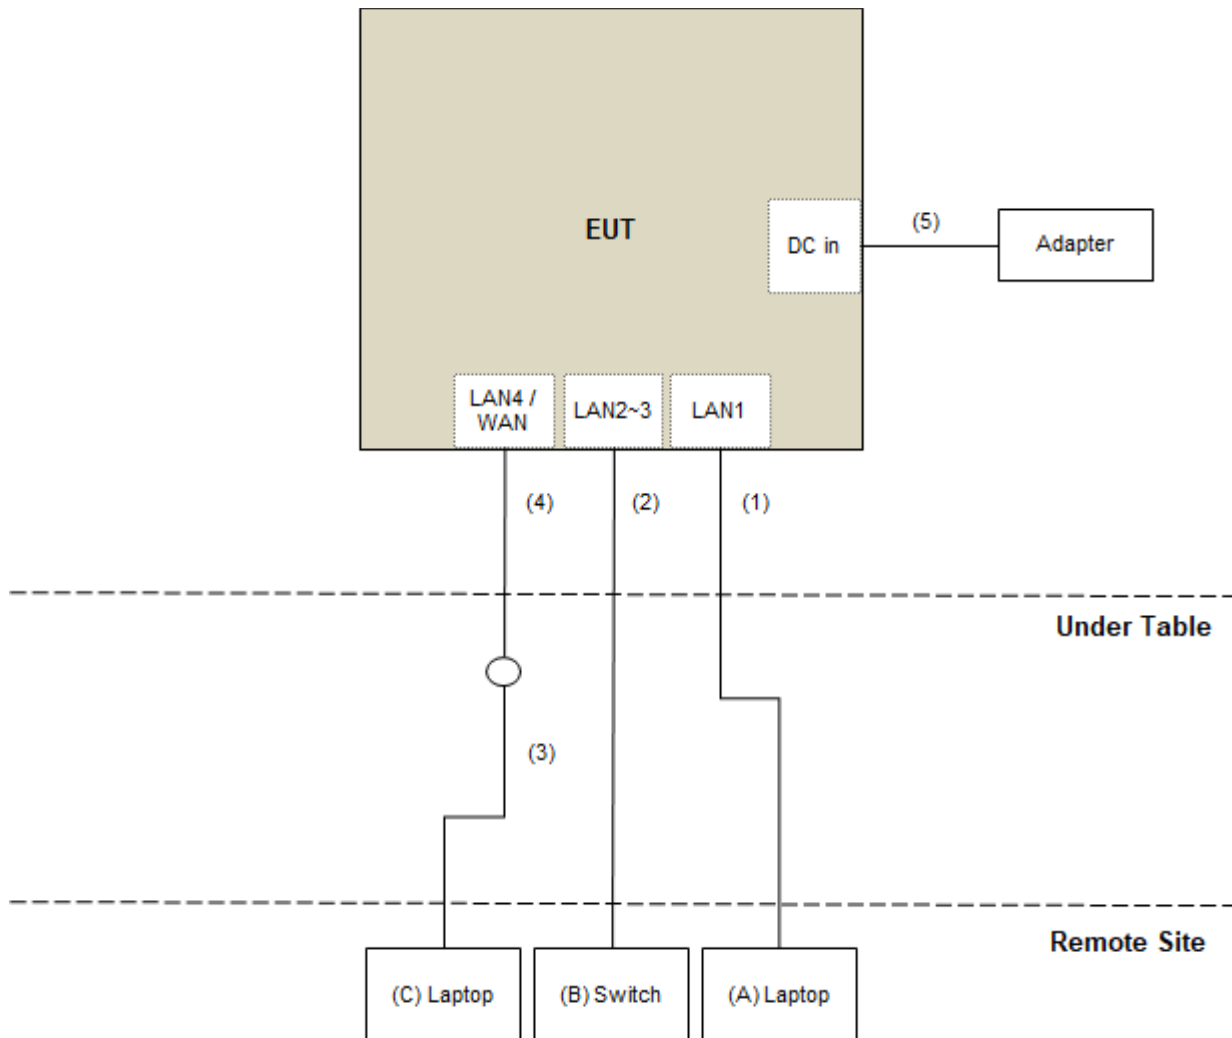 EUT
(5)
DC in
Adapter
LAN4 /
WAN
LAN2~3
LAN1
(4)
(2)
(1)
Under Table
(3)
Remote Site
(C) Laptop
(B) Switch
(A) Laptop